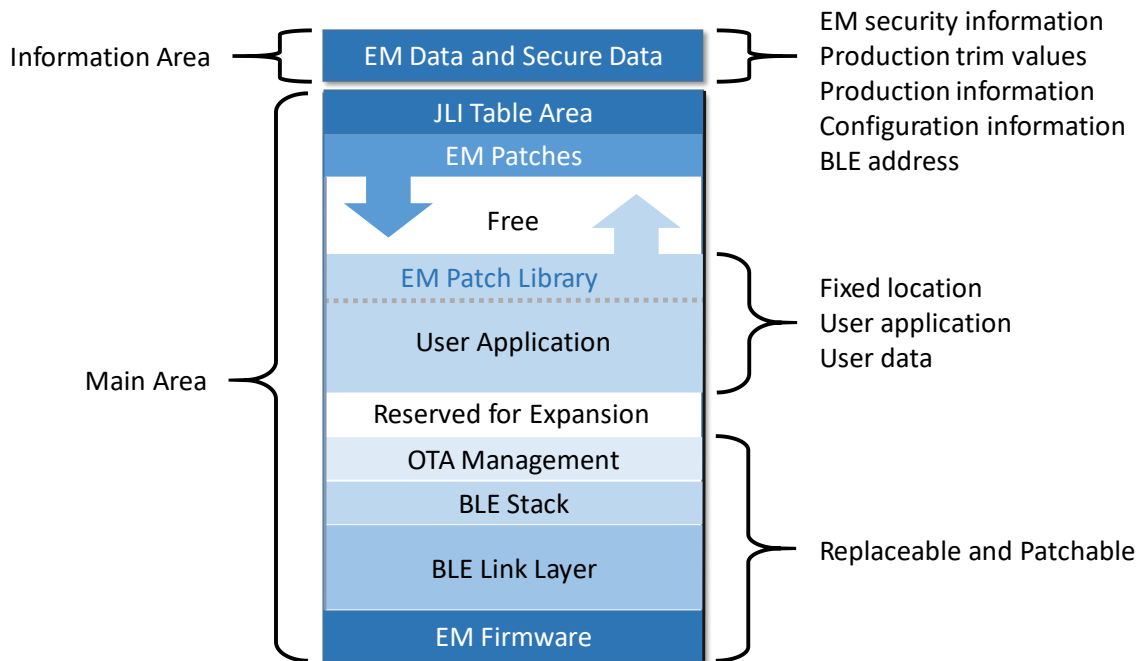 Information Area
EM Data and Secure Data
EM security information
Production trim values
Production information
Configuration information
BLE address
Main Area
JLI Table Area
EM Patches
Free
EM Patch Library
User Application
Fixed location
User application
User data
Reserved for Expansion
OTA Management
BLE Stack
BLE Link Layer
EM Firmware
Replaceable and Patchable